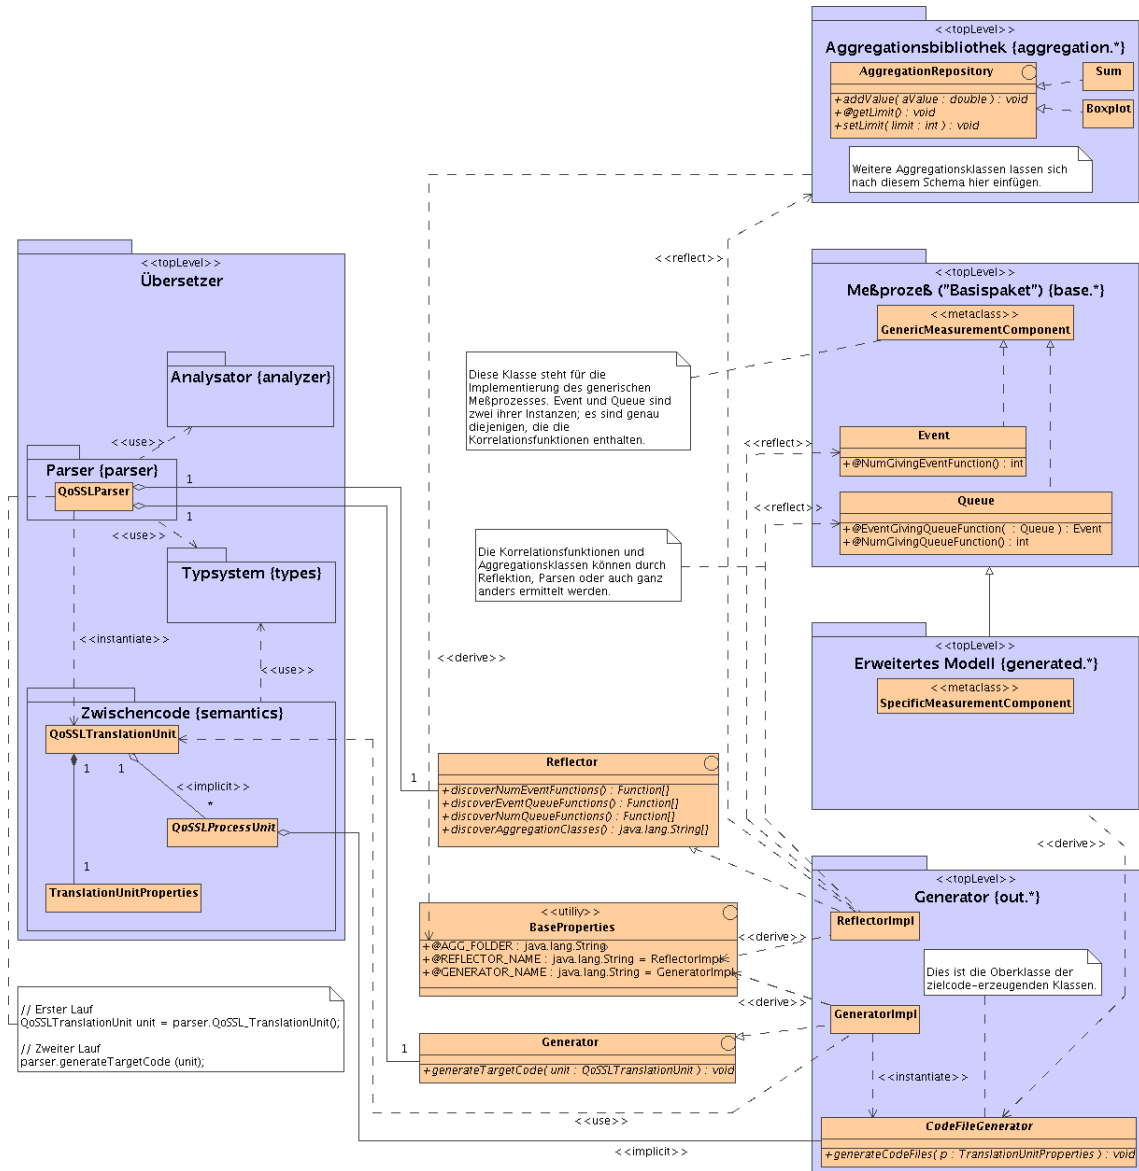 <<topLevel>>
Aggregationsbibliothek {aggregation.*}
AggregationRepository
+addValue( aValue : double ) : void
+@getLimit() : void
+setLimit( limit : int ) : void
Sum
Boxplot
Weitere Aggregationsklassen lassen sich
nach diesem Schema hier einfügen.
<<reflect>>
<<topLevel>>
Übersetzer
Analysator {analyzer}
<<use>>
Parser {parser}
QoSSLParser
1
1
<<use>>
Typsystem {types}
<<instantiate>>
<<use>>
Zwischencode {semantics}
QoSSLTranslationUnit
1
1
<<implicit>>
*
QoSSLProcessUnit
1
TranslationUnitProperties
// Erster Lauf
QoSSLTranslationUnit unit = parser.QoSSL_TranslationUnit();
// Zweiter Lauf
parser.generateTargetCode (unit);
<<topLevel>>
Meßprozeß ("Basispaket") {base.*}
<<metaclass>>
GenericMeasurementComponent
Diese Klasse steht für die
Implementierung des generischen
Meßprozesses. Event und Queue sind
zwei ihrer Instanzen; es sind genau
diejenigen, die die
Korrelationsfunktionen enthalten.
<<reflect>>
Event
+@NumGivingEventFunction() : int
<<reflect>>
Queue
+@EventGivingQueueFunction( : Queue ) : Event
+@NumGivingQueueFunction() : int
Die Korrelationsfunktionen und
Aggregationsklassen können durch
Reflektion, Parsen oder auch ganz
anders ermittelt werden.
<<derive>>
<<topLevel>>
Erweitertes Modell {generated.*}
<<metaclass>>
SpecificMeasurementComponent
1
Reflector
+discoverNumEventFunctions() : Function[]
+discoverEventQueueFunctions() : Function[]
+discoverNumQueueFunctions() : Function[]
+discoverAggregationClasses() : java.lang.String[]
<<derive>>
<<utiliy>>
BaseProperties
+@AGG_FOLDER : java.lang.String
+@REFLECTOR_NAME : java.lang.String = ReflectorImpl
+@GENERATOR_NAME : java.lang.String = GeneratorImpl
<<derive>>
<<derive>>
1
Generator
+generateTargetCode( unit : QoSSLTranslationUnit ) : void
<<topLevel>>
Generator {out.*}
ReflectorImpl
Dies ist die Oberklasse der
zielcode-erzeugenden Klassen.
GeneratorImpl
<<instantiate>>
<<use>>
<<implicit>>
CodeFileGenerator
+generateCodeFiles( p : TranslationUnitProperties ) : void